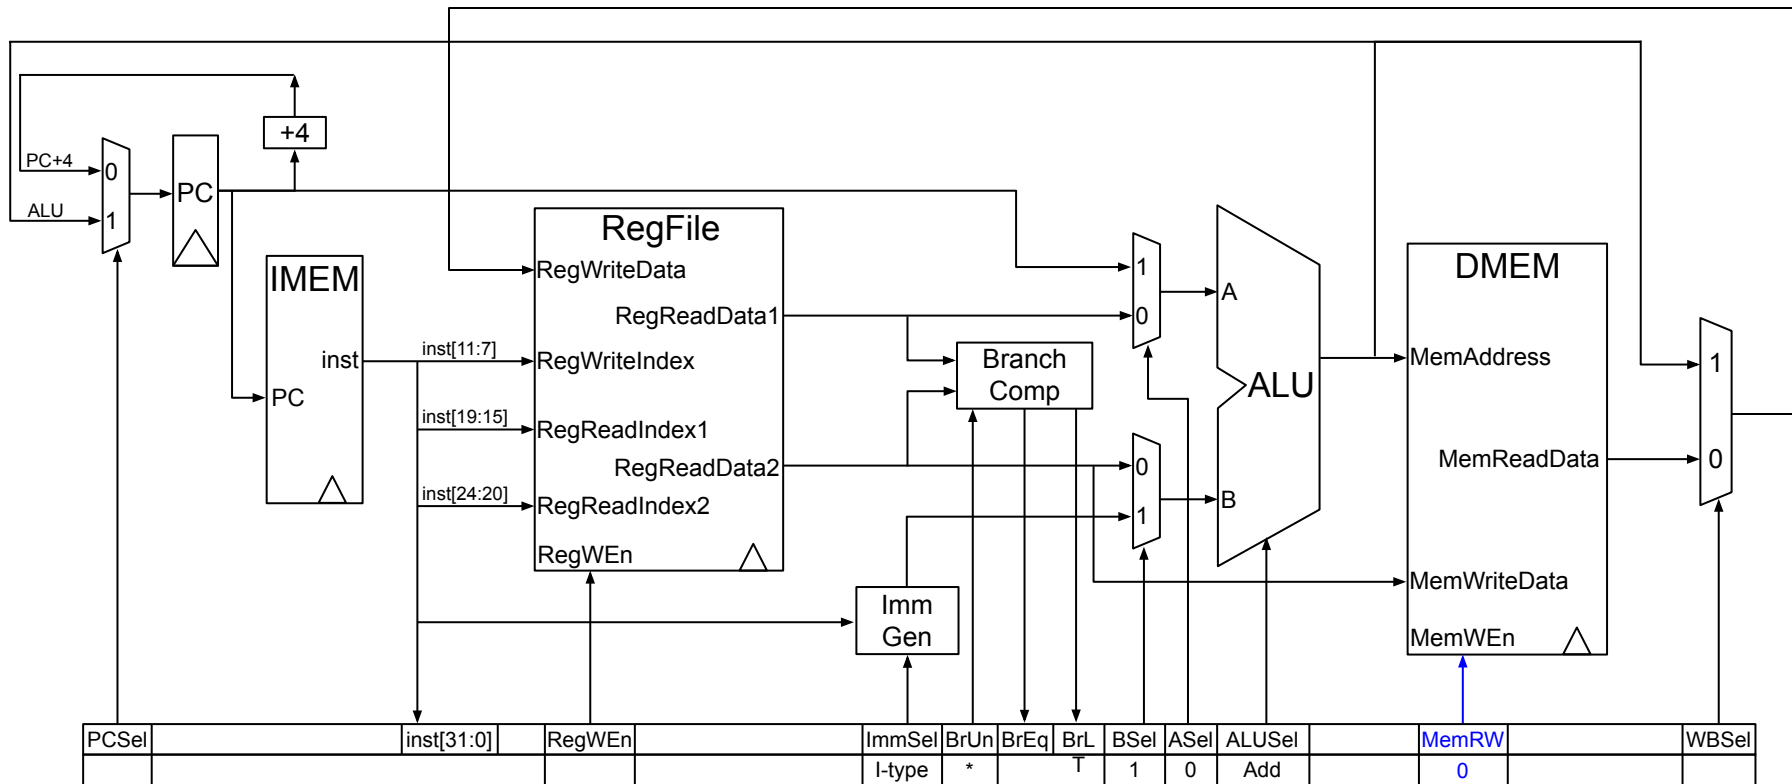 +4
PC+4
0
ALU
1
PC
RegFile
IMEM
DMEM
RegWriteData
1
RegReadData1
0
A
inst
inst[11:7]
RegWriteIndex
Branch
Comp
ALU
MemAddress
1
PC
inst[19:15]
RegReadIndex1
RegReadData2
0
MemReadData
0
inst[24:20]
RegReadIndex2
1
B
RegWEn
Imm
Gen
MemWriteData
MemWEn
PCSel inst[31:0] RegWEn ImmSel BrUn BrEq BrL BSel ASel ALUSel MemRW WBSel
I-type * T 1 0 Add 0